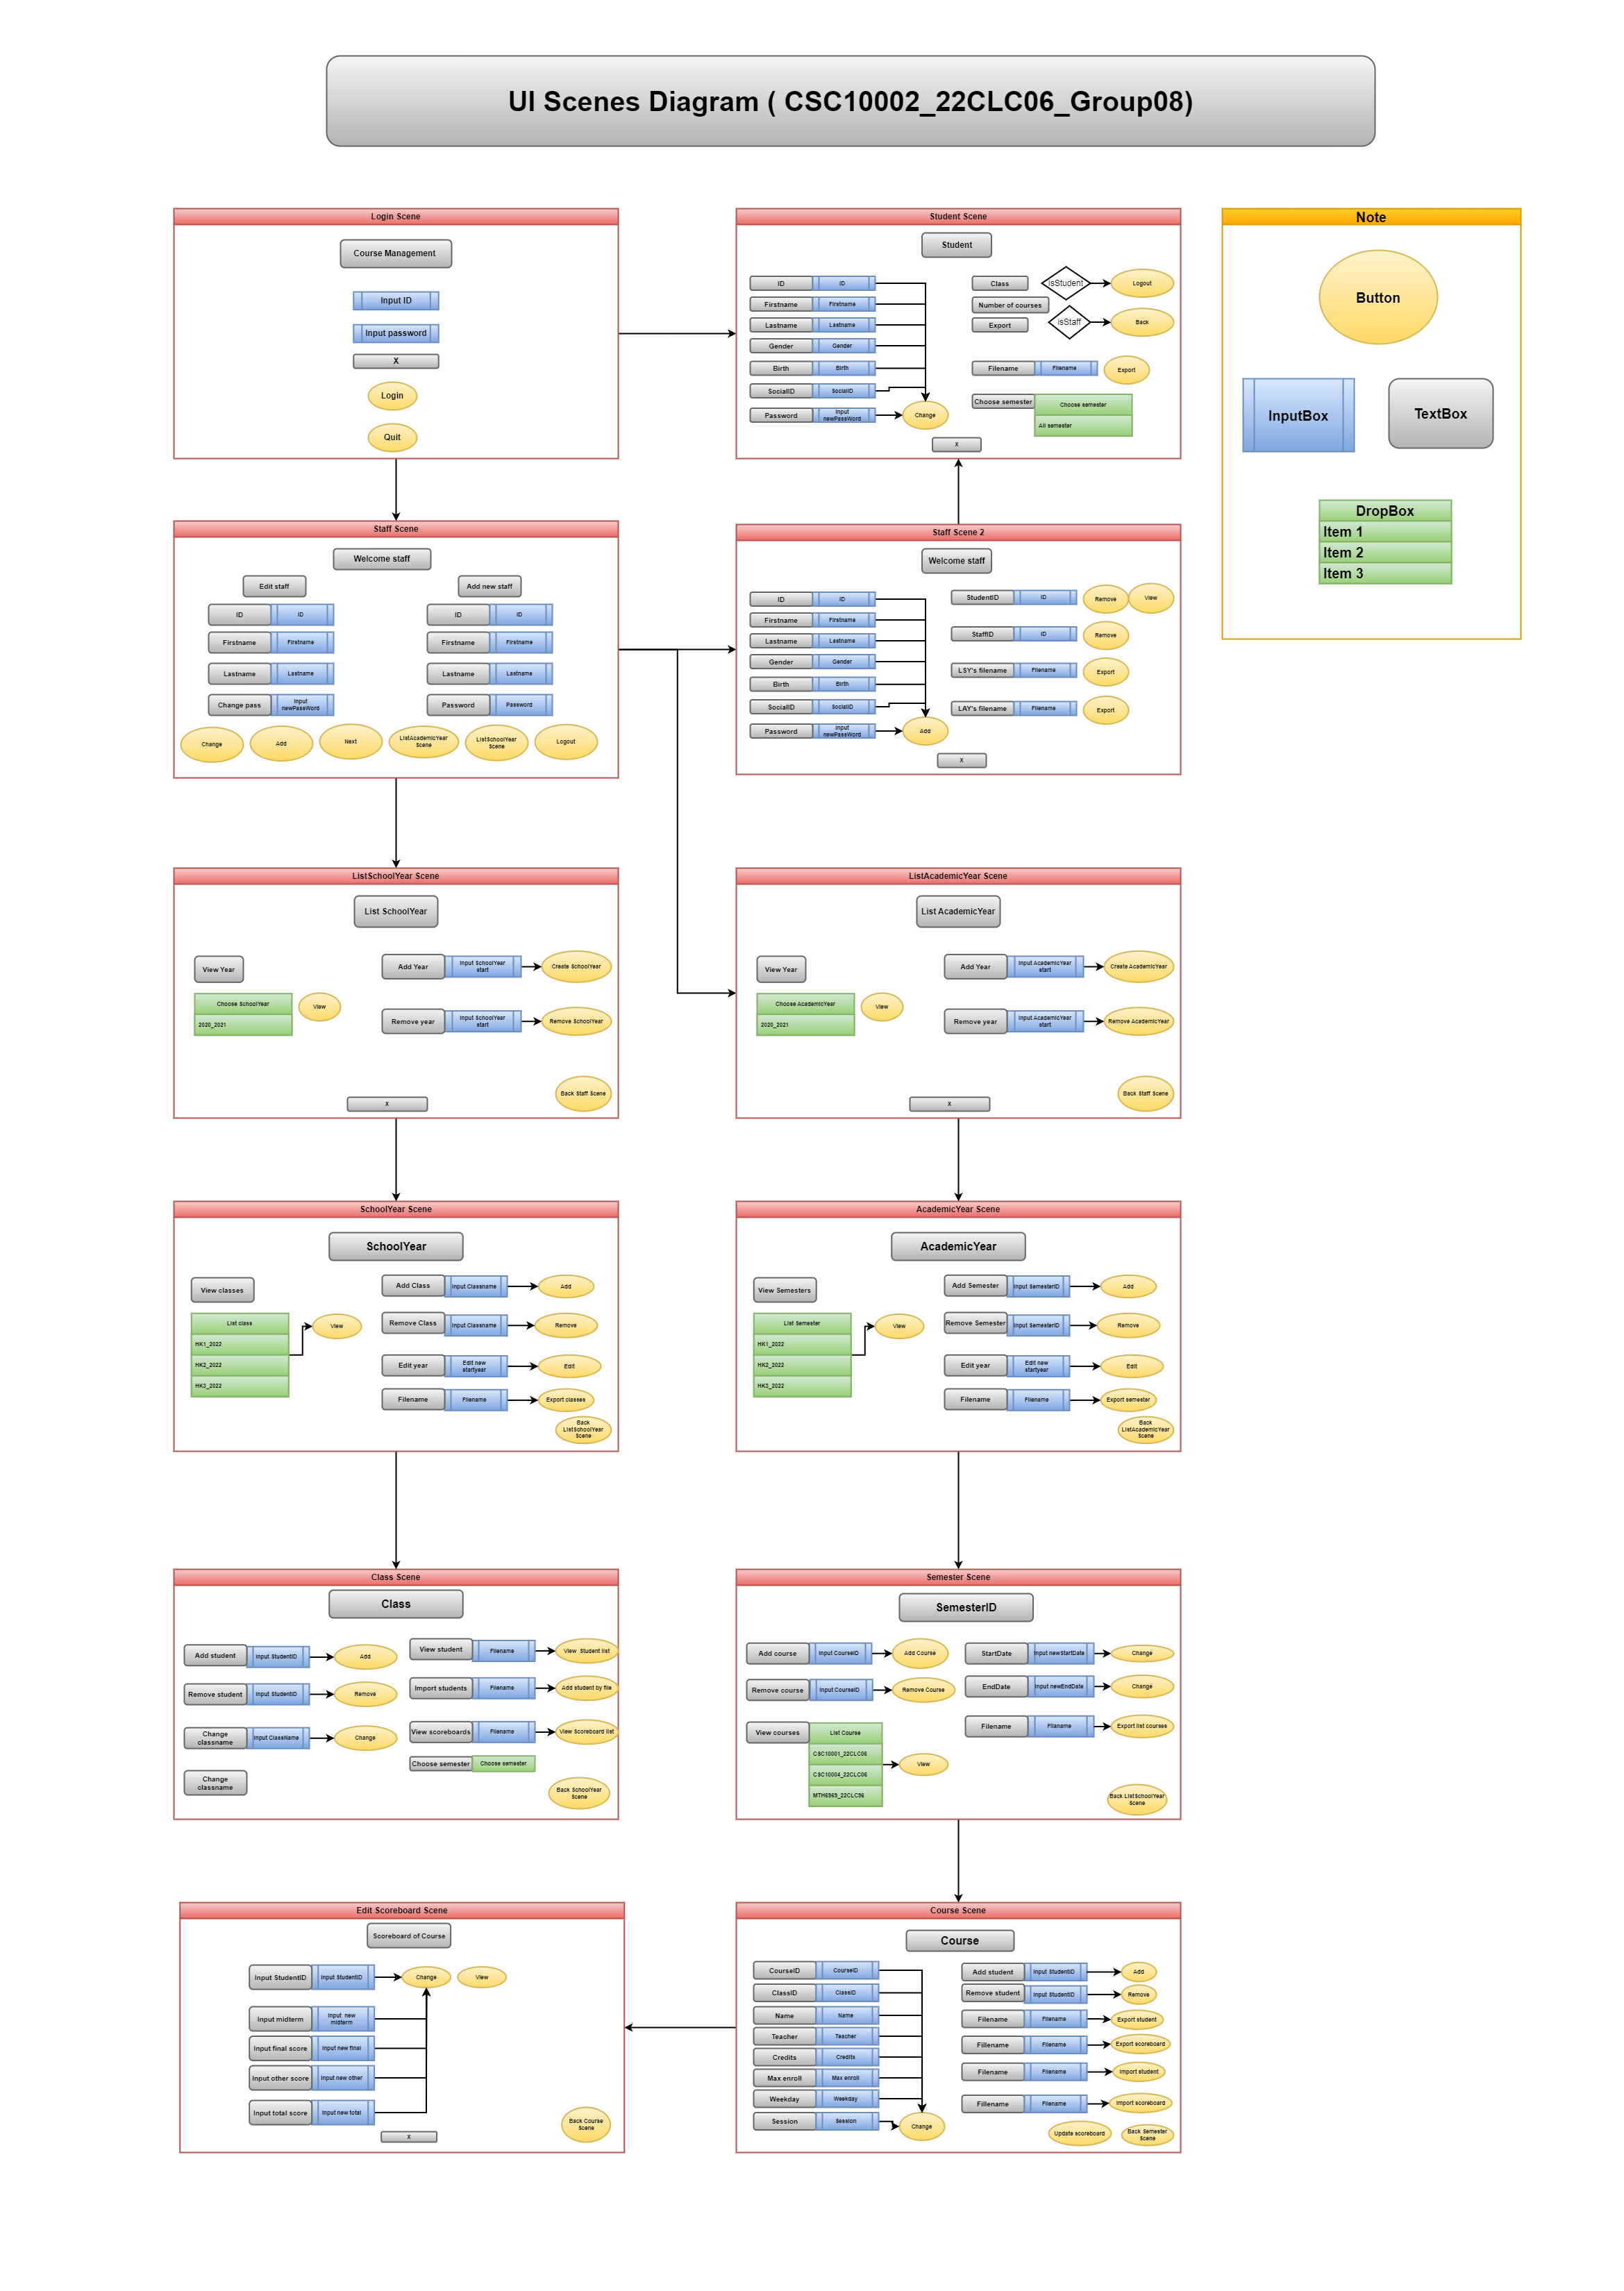 UI Scenes Diagram ( CSC10002_22CLC06_Group08)
Login Scene
Course Management
Input ID
Input password
X
Login
Quit
Student Scene
Student
ID
ID
Firstname
Firstname
Lastname
Lastname
Gender
Gender
Birth
Birth
SocialID
SocialID
Password
Input
newPassWord
Change
Class
isStudent
Logout
Number of courses
Export
isStaff
Back
Filename
Filename
Export
Choose semester
Choose semester
All semester
X
Note
Button
InputBox
TextBox
DropBox
Item 1
Item 2
Item 3
Staff Scene
Welcome staff
Edit staff
ID
ID
Firstname
Firstname
Lastname
Lastname
Change pass
Input
newPassWord
Add new staff
ID
ID
Firstname
Firstname
Lastname
Lastname
Password
Password
Change
Add
Next
ListAcademicYear
Scene
ListSchoolYear
Scene
Logout
Staff Scene 2
Welcome staff
ID
ID
Firstname
Firstname
Lastname
Lastname
Gender
Gender
Birth
Birth
SocialID
SocialID
Password
Input
newPassWord
Add
StudentID
ID
Remove
View
StaffID
ID
Remove
LSY's filename
Filename
Export
LAY's filename
Filename
Export
X
ListSchoolYear Scene
List SchoolYear
View Year
Choose SchoolYear
2020_2021
View
Add Year
Input SchoolYear
start
Create SchoolYear
Remove year
Input SchoolYear
start
Remove SchoolYear
Back Staff Scene
X
ListAcademicYear Scene
List AcademicYear
View Year
Choose AcademicYear
2020_2021
View
Add Year
Input AcademicYear
start
Create AcademicYear
Remove year
Input AcademicYear
start
Remove AcademicYear
Back Staff Scene
X
SchoolYear Scene
SchoolYear
View classes
List class
HK1_2022
HK2_2022
HK3_2022
View
Add Class
Input Classname
Add
Remove Class
Input Classname
Remove
Edit year
Edit new
startyear
Edit
Filename
Filename
Export classes
Back
ListSchoolYear
Scene
AcademicYear Scene
AcademicYear
View Semesters
List Semester
HK1_2022
HK2_2022
HK3_2022
View
Add Semester
Input SemesterID
Add
Remove Semester
Input SemesterID
Remove
Edit year
Edit new
startyear
Edit
Filename
Filename
Export semester
Back
ListAcademicYear
Scene
Class Scene
Class
Add student
Input StudentID
Add
Remove student
Input StudentID
Remove
Change
classname
Input ClassName
Change
Change
classname
View student
Filename
View Student list
Import students
Filename
Add student by file
View scoreboards
Filename
View Scoreboard list
Choose semester
Choose semester
Back SchoolYear
Scene
Semester Scene
SemesterID
Add course
Input CourseID
Add Course
Remove course
Input CourseID
Remove Course
View courses
List Course
CSC10001_22CLC06
CSC10004_22CLC06
MTH6969_22CLC96
View
StartDate
Input newStartDate
Change
EndDate
Input newEndDate
Change
Filename
Filaname
Export list courses
Back ListSchoolYear
Scene
Edit Scoreboard Scene
Scoreboard of Course
Input StudentID
Input StudentID
Change
View
Input midterm
Input new
midterm
Input final score
Input new final
Input other score
Input new other
Input total score
Input new total
Back Course
Scene
X
Course Scene
Course
CourseID
CourseID
ClassID
ClassID
Name
Name
Teacher
Teacher
Credits
Credits
Max enroll
Max enroll
Weekday
Weekday
Session
Session
Change
Add student
Input StudentID
Add
Remove student
Input StudentID
Remove
Filename
Filename
Export student
Fillename
Filename
Export scoreboard
Filename
Filename
Import student
Fillename
Filename
Import scoreboard
Update scoreboard
Back Semester
Scene